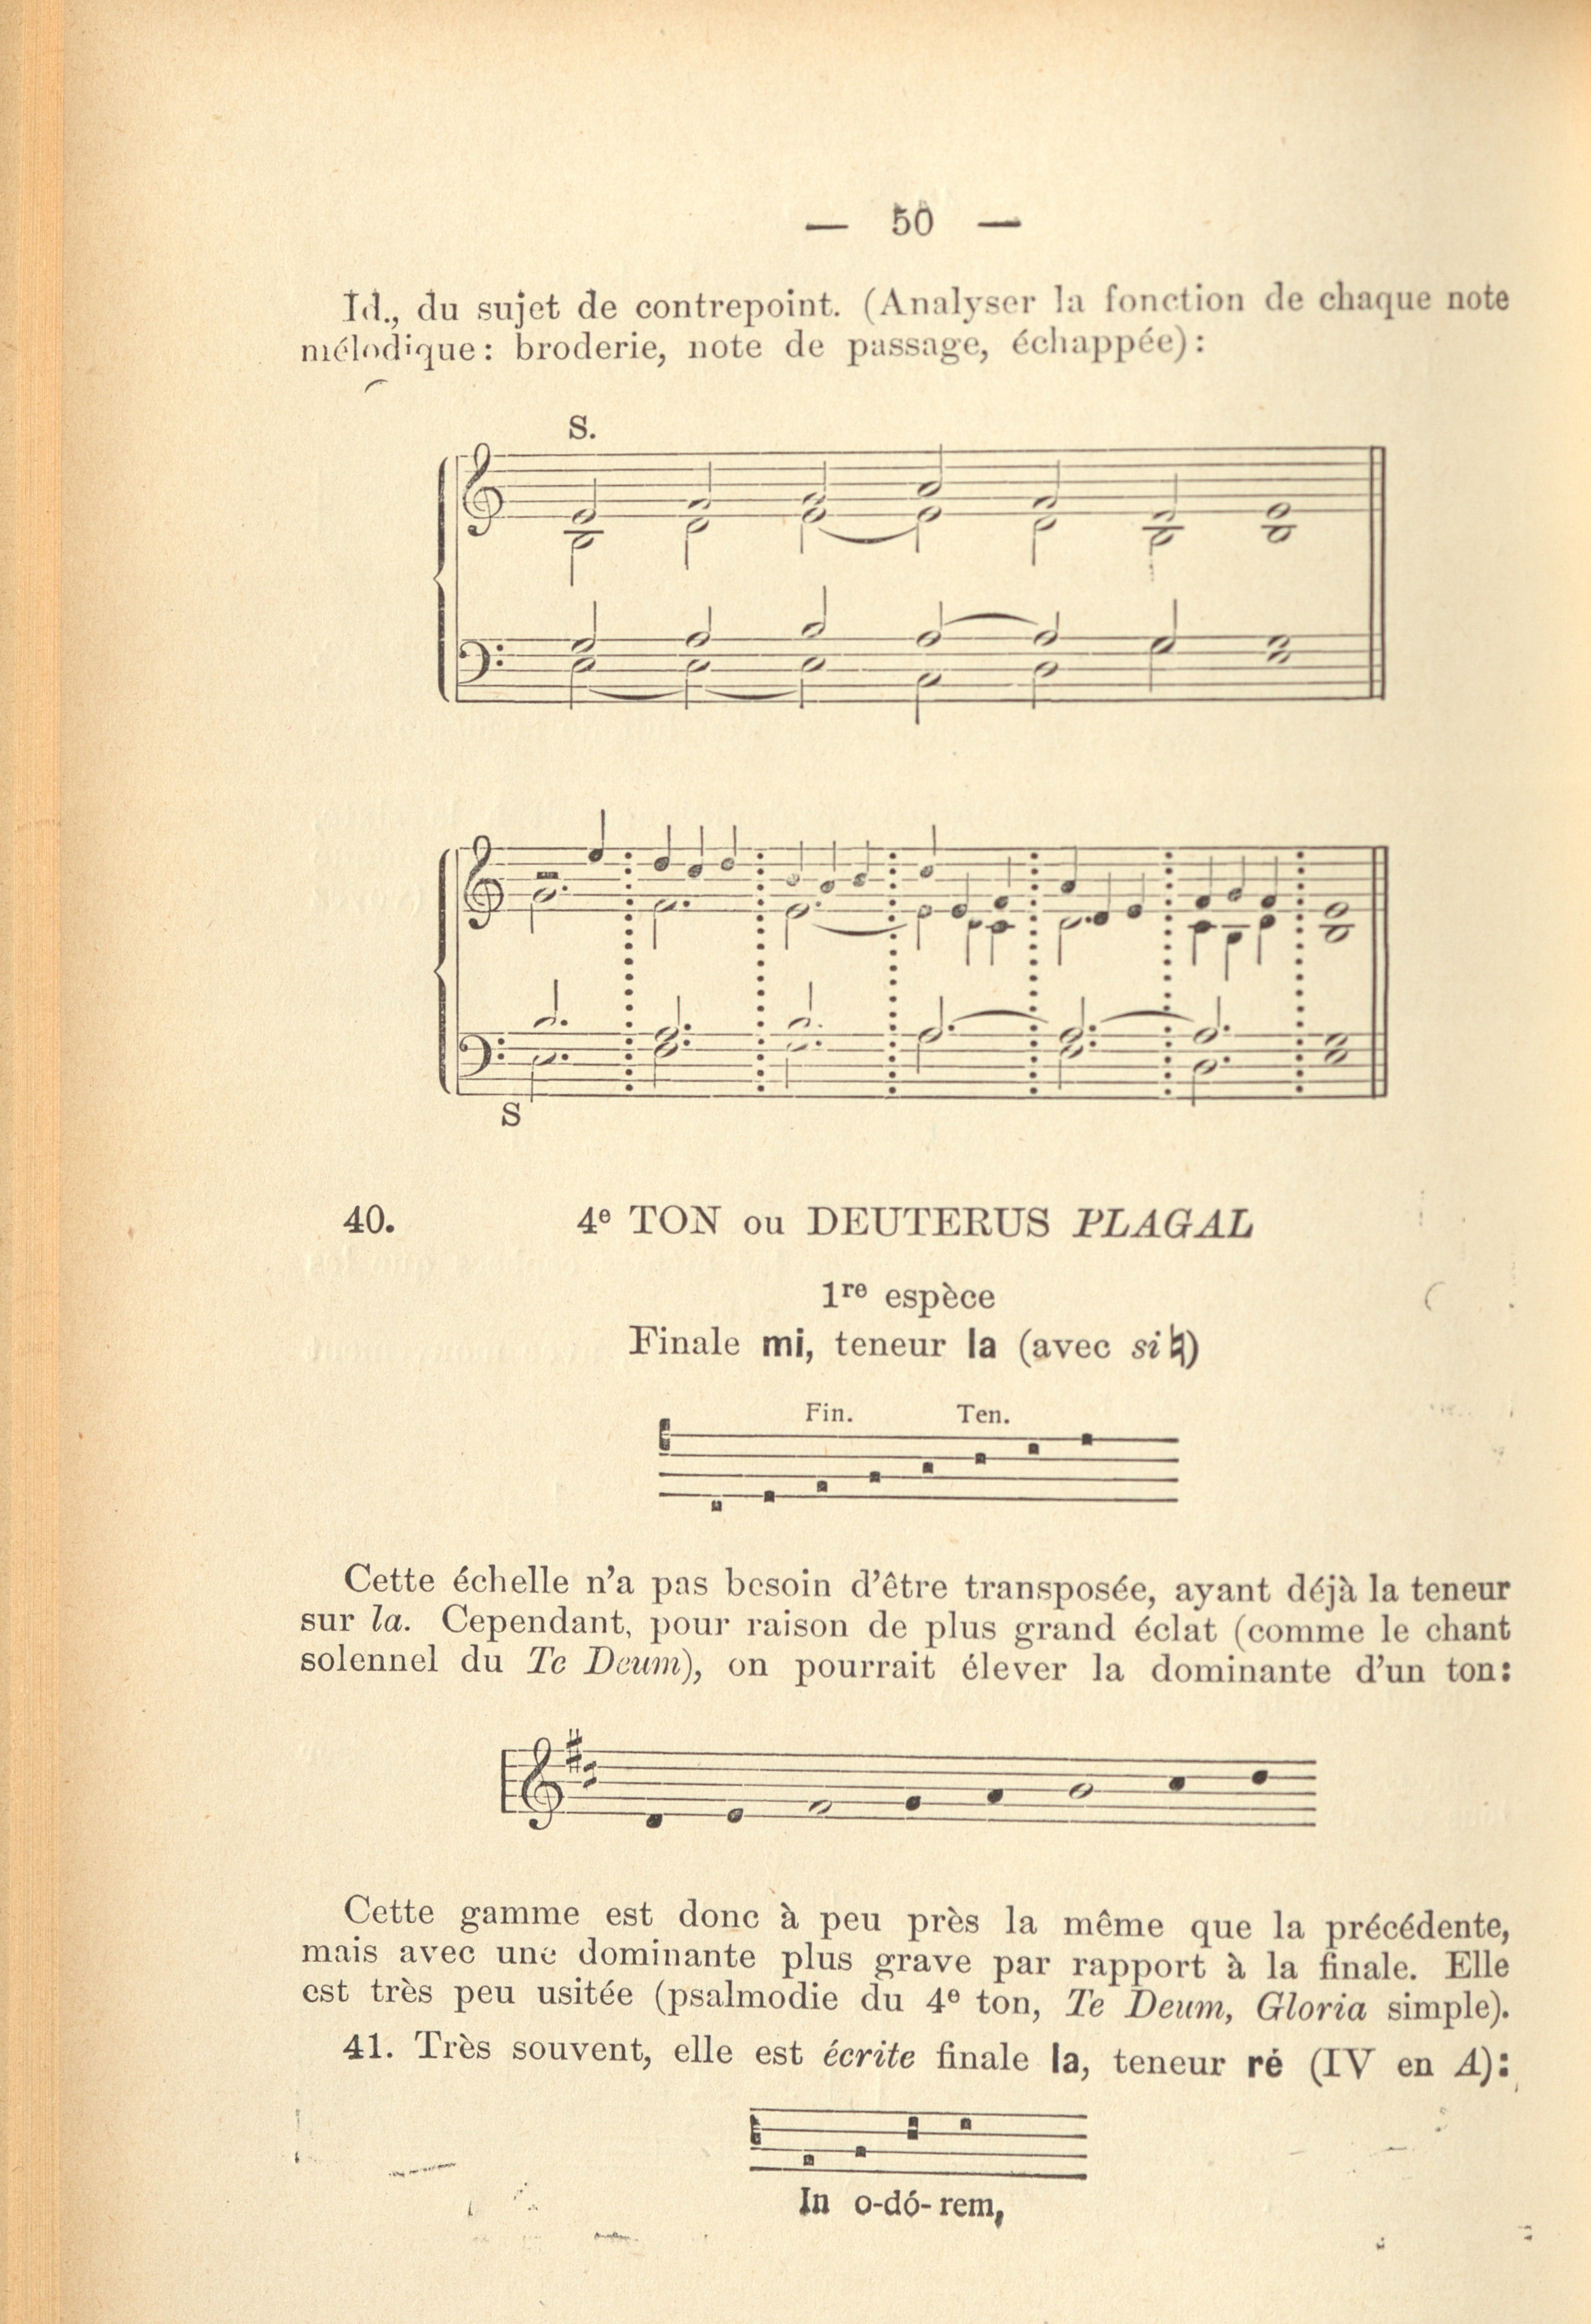 — 50 —
Id., du sujet de contrepoint. (Analyser la fonction de chaque note
mélodique: broderie, note de passage, échappée):
S.
S
40. 4e TON ou DEUTERUS PLAGAL
1re espèce
Finale mi, teneur la (avec si♮)
Fin. Ten.
Cette échelle n'a pas besoin d'être transposée, ayant déjà la teneur
sur la. Cependant, pour raison de plus grand éclat (comme le chant
solennel du Te Deum), on pourrait élever la dominante d'un ton:
Cette gamme est donc à peu près la même que la précédente,
mais avec une dominante plus grave par rapport à la finale. Elle
est très peu usitée (psalmodie du 4e ton, Te Deum, Gloria simple).
41. Très souvent, elle est écrite finale la, teneur ré (IV en A):
In o-dó-rem,